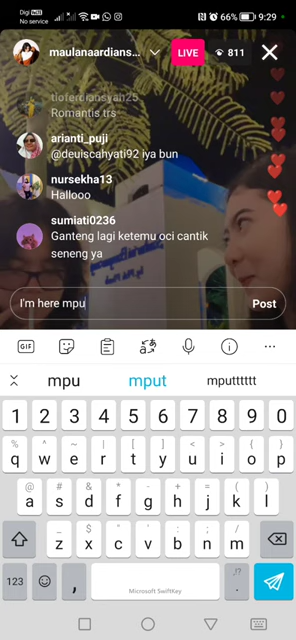 Digi VoLTE
No service
66% 9:29
maulanaardians...
LIVE
811
tioterdiansyah25
Romantis trs
arianti_puji
@deuiscahyati92 iya bun
nursekha13
Hallooo
sumiati0236
Ganteng lagi ketemu oci cantik
seneng ya
I'm here mpu
Post
GIF
mpu mput mputttttt
1 2 3 4 5 6 7 8 9 0
% ^ ~ | [ ] < > { }
q w e r t y u i o p
@ # & * - + = ( )
a s d f g h j k l
_ $ " ' : ; /
z x c v b n m
123 , ,!? .
Microsoft SwiftKey